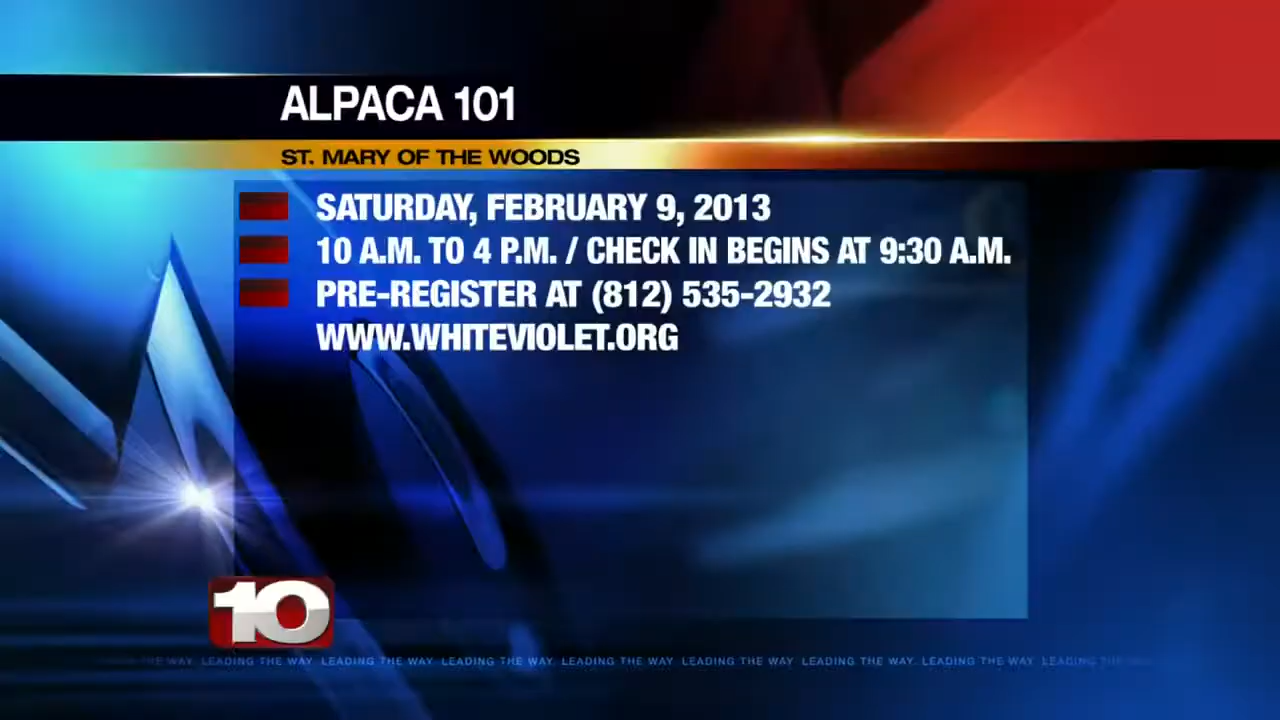 ALPACA 101
ST. MARY OF THE WOODS
SATURDAY, FEBRUARY 9, 2013
10 A.M. TO 4 P.M. / CHECK IN BEGINS AT 9:30 A.M.
PRE-REGISTER AT (812) 535-2932
WWW.WHITEVIOLET.ORG
10
THE WAY. LEADING THE WAY. LEADING THE WAY. LEADING THE WAY. LEADING THE WAY. LEADING THE WAY. LEADING THE WAY. LEADING THE WAY. LEADING THE WAY